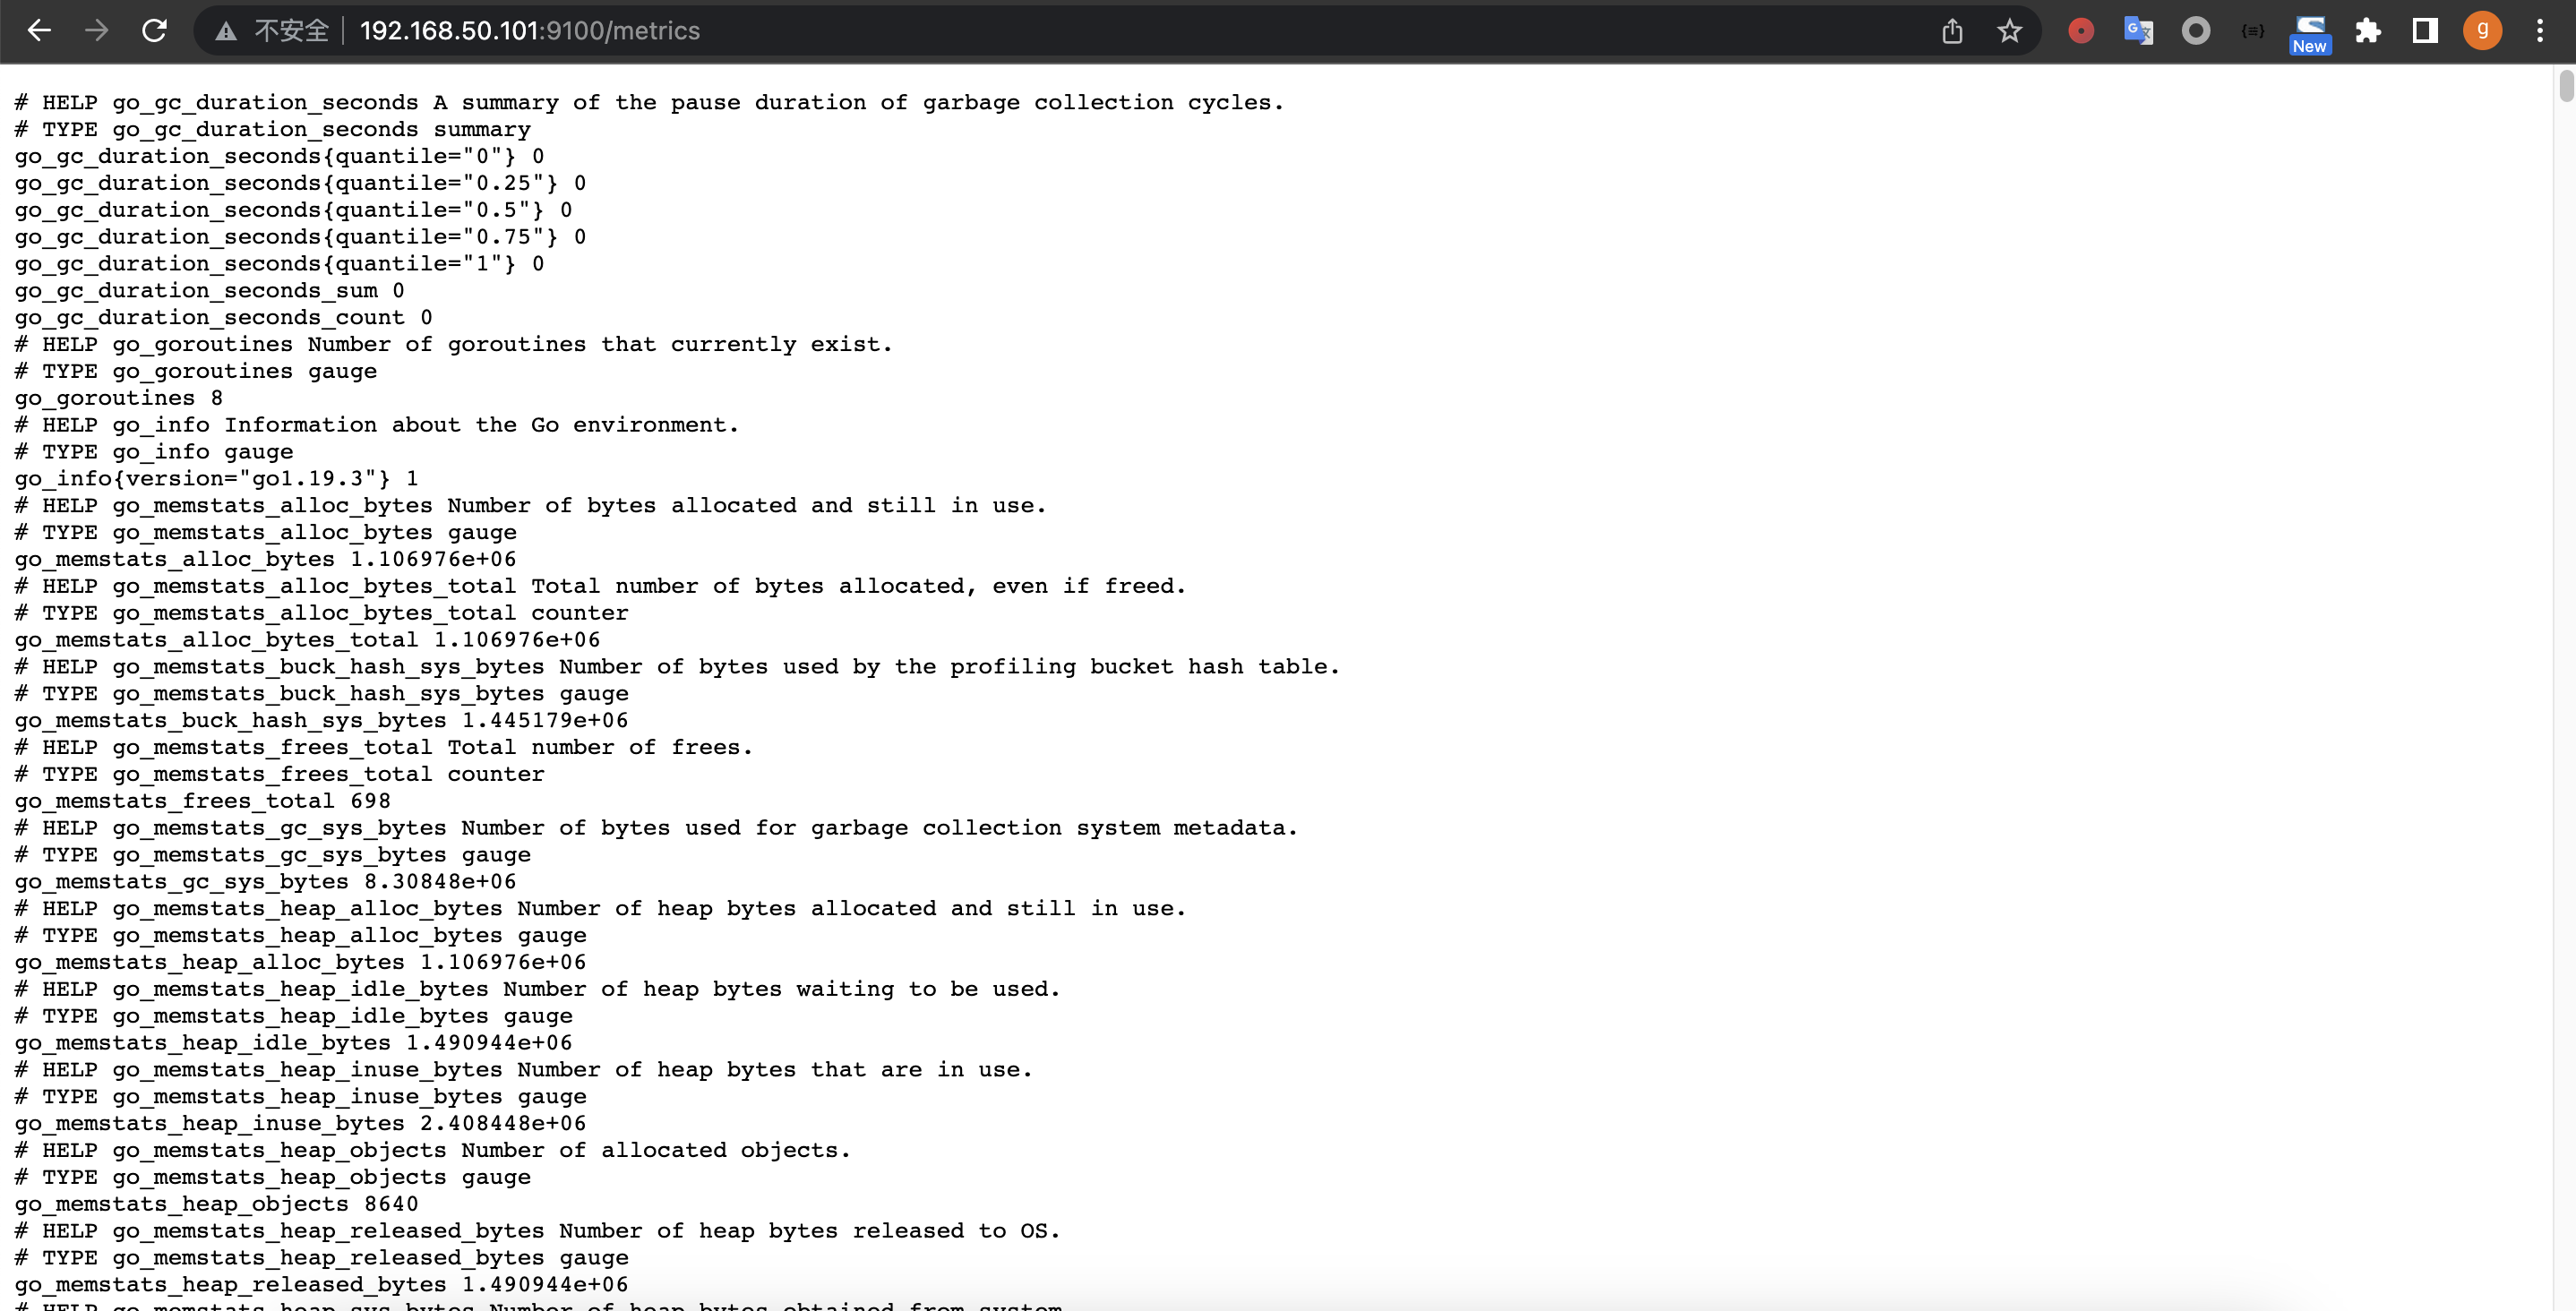 不安全 192.168.50.101:9100/metrics
New
g
# HELP go_gc_duration_seconds A summary of the pause duration of garbage collection cycles.
# TYPE go_gc_duration_seconds summary
go_gc_duration_seconds{quantile="0"} 0
go_gc_duration_seconds{quantile="0.25"} 0
go_gc_duration_seconds{quantile="0.5"} 0
go_gc_duration_seconds{quantile="0.75"} 0
go_gc_duration_seconds{quantile="1"} 0
go_gc_duration_seconds_sum 0
go_gc_duration_seconds_count 0
# HELP go_goroutines Number of goroutines that currently exist.
# TYPE go_goroutines gauge
go_goroutines 8
# HELP go_info Information about the Go environment.
# TYPE go_info gauge
go_info{version="go1.19.3"} 1
# HELP go_memstats_alloc_bytes Number of bytes allocated and still in use.
# TYPE go_memstats_alloc_bytes gauge
go_memstats_alloc_bytes 1.106976e+06
# HELP go_memstats_alloc_bytes_total Total number of bytes allocated, even if freed.
# TYPE go_memstats_alloc_bytes_total counter
go_memstats_alloc_bytes_total 1.106976e+06
# HELP go_memstats_buck_hash_sys_bytes Number of bytes used by the profiling bucket hash table.
# TYPE go_memstats_buck_hash_sys_bytes gauge
go_memstats_buck_hash_sys_bytes 1.445179e+06
# HELP go_memstats_frees_total Total number of frees.
# TYPE go_memstats_frees_total counter
go_memstats_frees_total 698
# HELP go_memstats_gc_sys_bytes Number of bytes used for garbage collection system metadata.
# TYPE go_memstats_gc_sys_bytes gauge
go_memstats_gc_sys_bytes 8.30848e+06
# HELP go_memstats_heap_alloc_bytes Number of heap bytes allocated and still in use.
# TYPE go_memstats_heap_alloc_bytes gauge
go_memstats_heap_alloc_bytes 1.106976e+06
# HELP go_memstats_heap_idle_bytes Number of heap bytes waiting to be used.
# TYPE go_memstats_heap_idle_bytes gauge
go_memstats_heap_idle_bytes 1.490944e+06
# HELP go_memstats_heap_inuse_bytes Number of heap bytes that are in use.
# TYPE go_memstats_heap_inuse_bytes gauge
go_memstats_heap_inuse_bytes 2.408448e+06
# HELP go_memstats_heap_objects Number of allocated objects.
# TYPE go_memstats_heap_objects gauge
go_memstats_heap_objects 8640
# HELP go_memstats_heap_released_bytes Number of heap bytes released to OS.
# TYPE go_memstats_heap_released_bytes gauge
go_memstats_heap_released_bytes 1.490944e+06
# HELP go_memstats_heap_sys_bytes Number of heap bytes obtained from system.